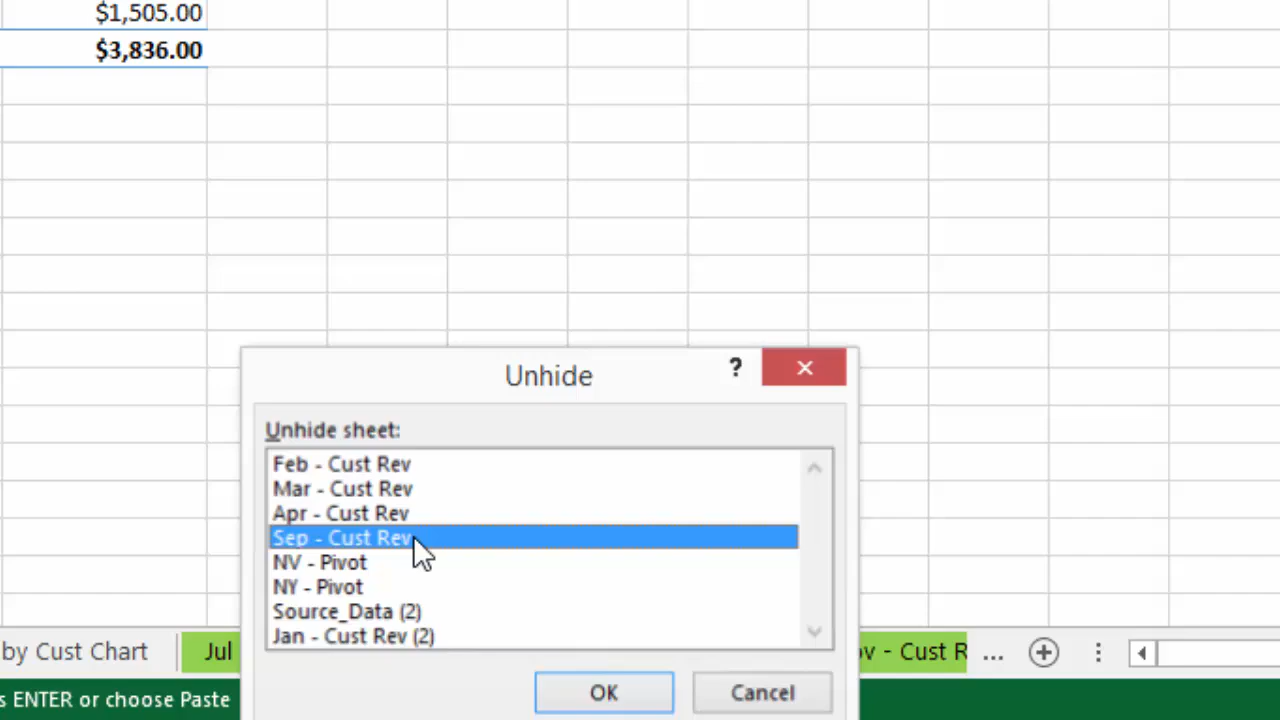 $1,505.00
$3,836.00
Unhide
?
Unhide sheet:
Feb - Cust Rev
Mar - Cust Rev
Apr - Cust Rev
Sep - Cust Rev
NV - Pivot
NY - Pivot
Source_Data (2)
Jan - Cust Rev (2)
by Cust Chart
Jul
- Cust R
...
OK
Cancel
ENTER or choose Paste